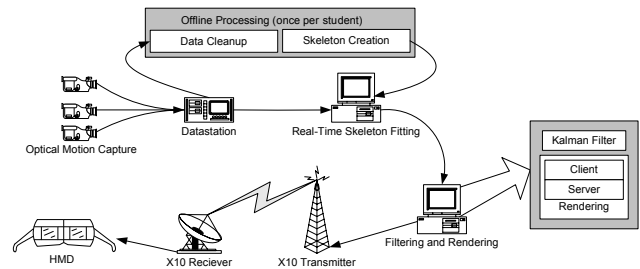 Offline Processing (once per student)
Data Cleanup
Skeleton Creation
Optical Motion Capture
Datastation
Real-Time Skeleton Fitting
Kalman Filter
Client
Server
Rendering
Filtering and Rendering
HMD
X10 Reciever
X10 Transmitter